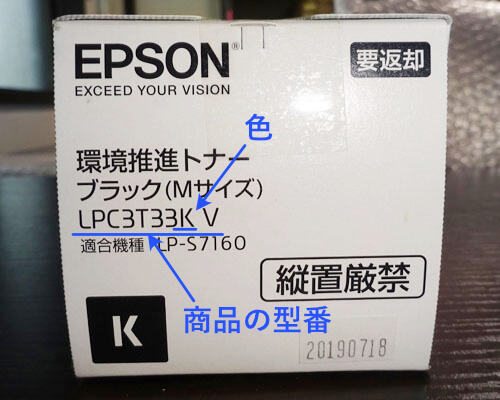 EPSON®
要返却
EXCEED YOUR VISION
色
環境推進トナー
ブラック(Mサイズ)
LPC3T33K V
適合機種 LP-S7160
縦置厳禁
商品の型番
K
20190718